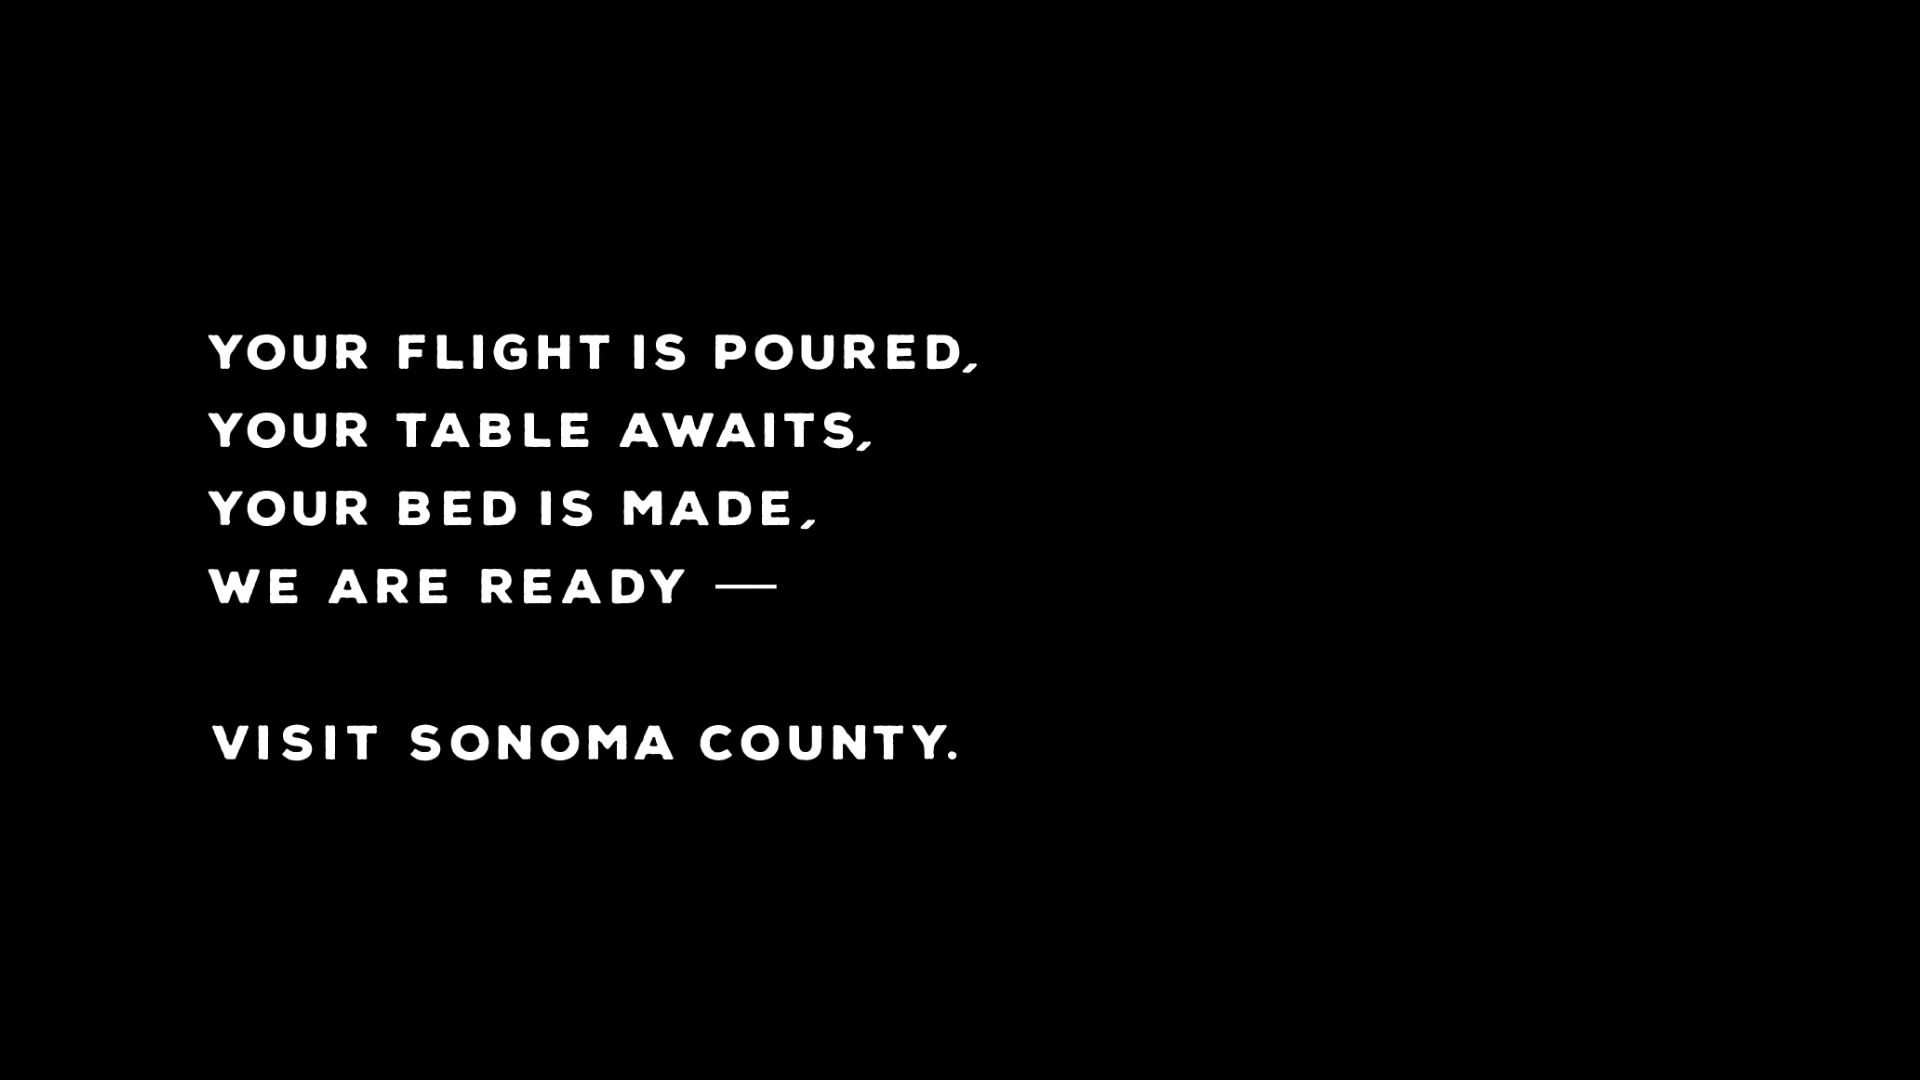 YOUR FLIGHT IS POURED,
YOUR TABLE AWAITS,
YOUR BED IS MADE,
WE ARE READY —
VISIT SONOMA COUNTY.